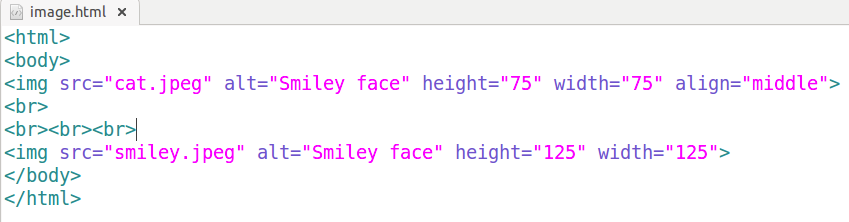 image.html ×
<html>
<body>
<img src="cat.jpeg" alt="Smiley face" height="75" width="75" align="middle">
<br>
<br><br><br>
<img src="smiley.jpeg" alt="Smiley face" height="125" width="125">
</body>
</html>